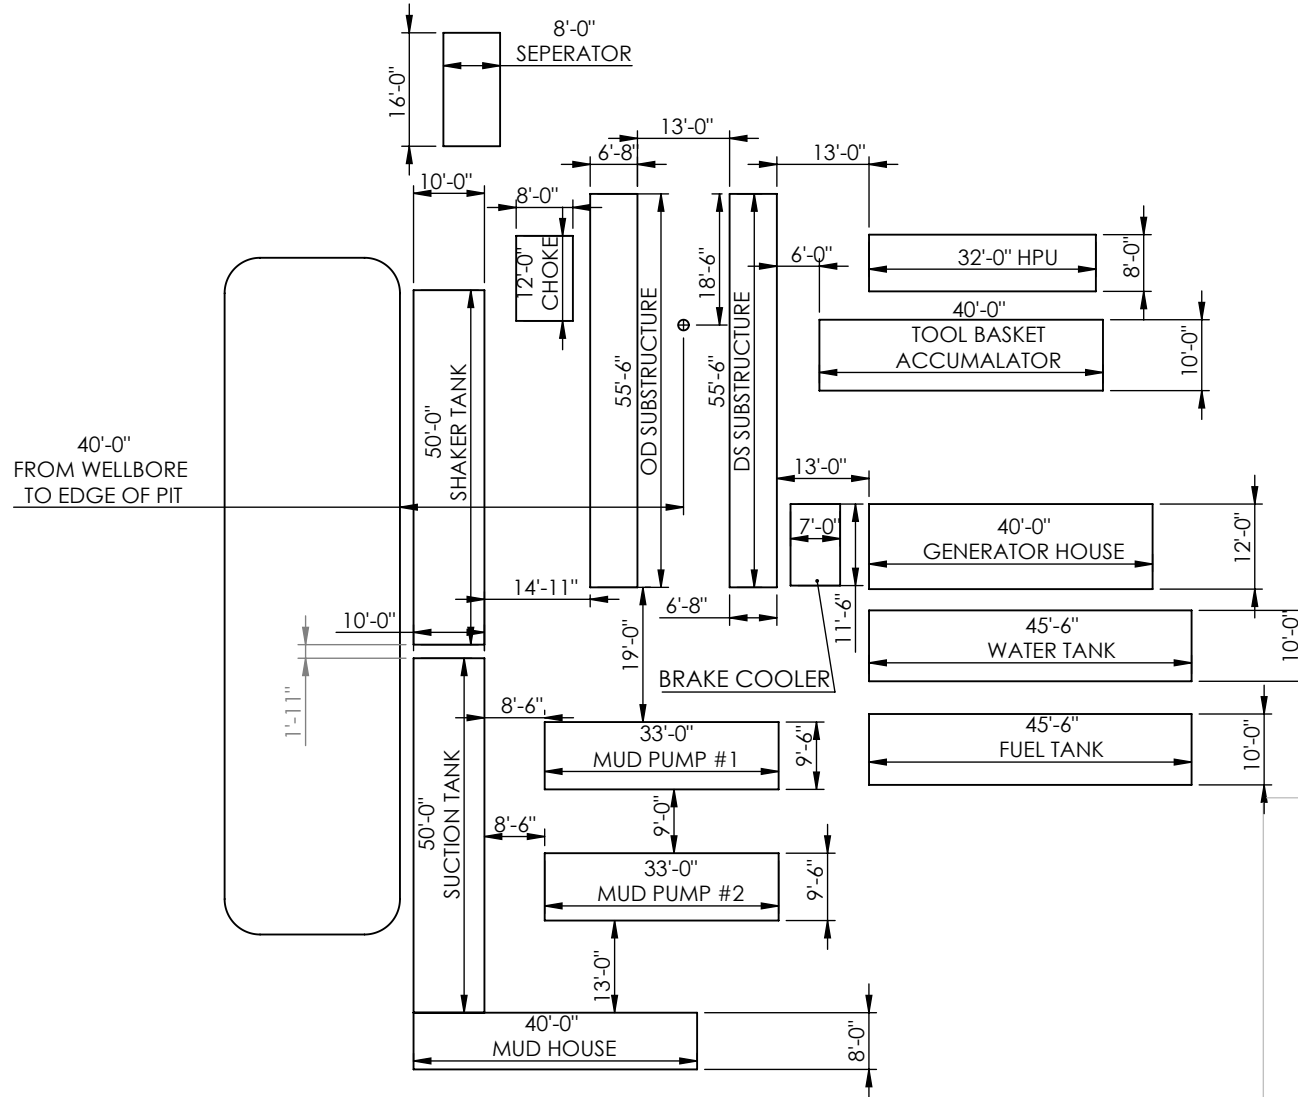 8'-0"
SEPERATOR
16'-0"
13'-0"
6'-8"
13'-0"
10'-0"
8'-0"
12'-0"
CHOKE
18'-6"
6'-0"
32'-0" HPU
8'-0"
40'-0"
TOOL BASKET
ACCUMALATOR
10'-0"
55'-6"
OD SUBSTRUCTURE
55'-6"
DS SUBSTRUCTURE
50'-0"
SHAKER TANK
40'-0"
FROM WELLBORE
TO EDGE OF PIT
13'-0"
7'-0"
40'-0"
GENERATOR HOUSE
12'-0"
14'-11"
6'-8"
11'-6"
10'-0"
19'-0"
45'-6"
WATER TANK
10'-0"
BRAKE COOLER
1'-11"
8'-6"
33'-0"
MUD PUMP #1
9'-6"
45'-6"
FUEL TANK
10'-0"
50'-0"
SUCTION TANK
8'-6"
9'-0"
33'-0"
MUD PUMP #2
9'-6"
13'-0"
40'-0"
MUD HOUSE
8'-0"